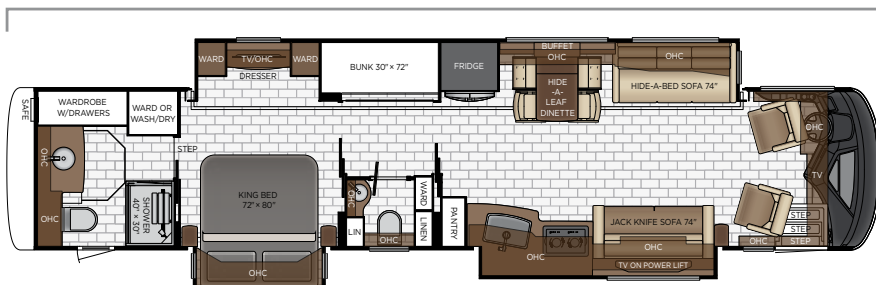 SAFE
WARDROBE
W/DRAWERS
WARD OR
WASH/DRY
OHC
OHC
STEP
SHOWER
40" × 30"
WARD
TV/OHC
WARD
DRESSER
BUNK 30" × 72"
FRIDGE
BUFFET
OHC
HIDE
-A-
LEAF
DINETTE
OHC
HIDE-A-BED SOFA 74"
OHC
TV
KING BED
72" × 80"
OHC
OHC
LIN
OHC
WARD
LINEN
PANTRY
OHC
JACK KNIFE SOFA 74"
OHC
TV ON POWER LIFT
STEP
STEP
OHC
STEP